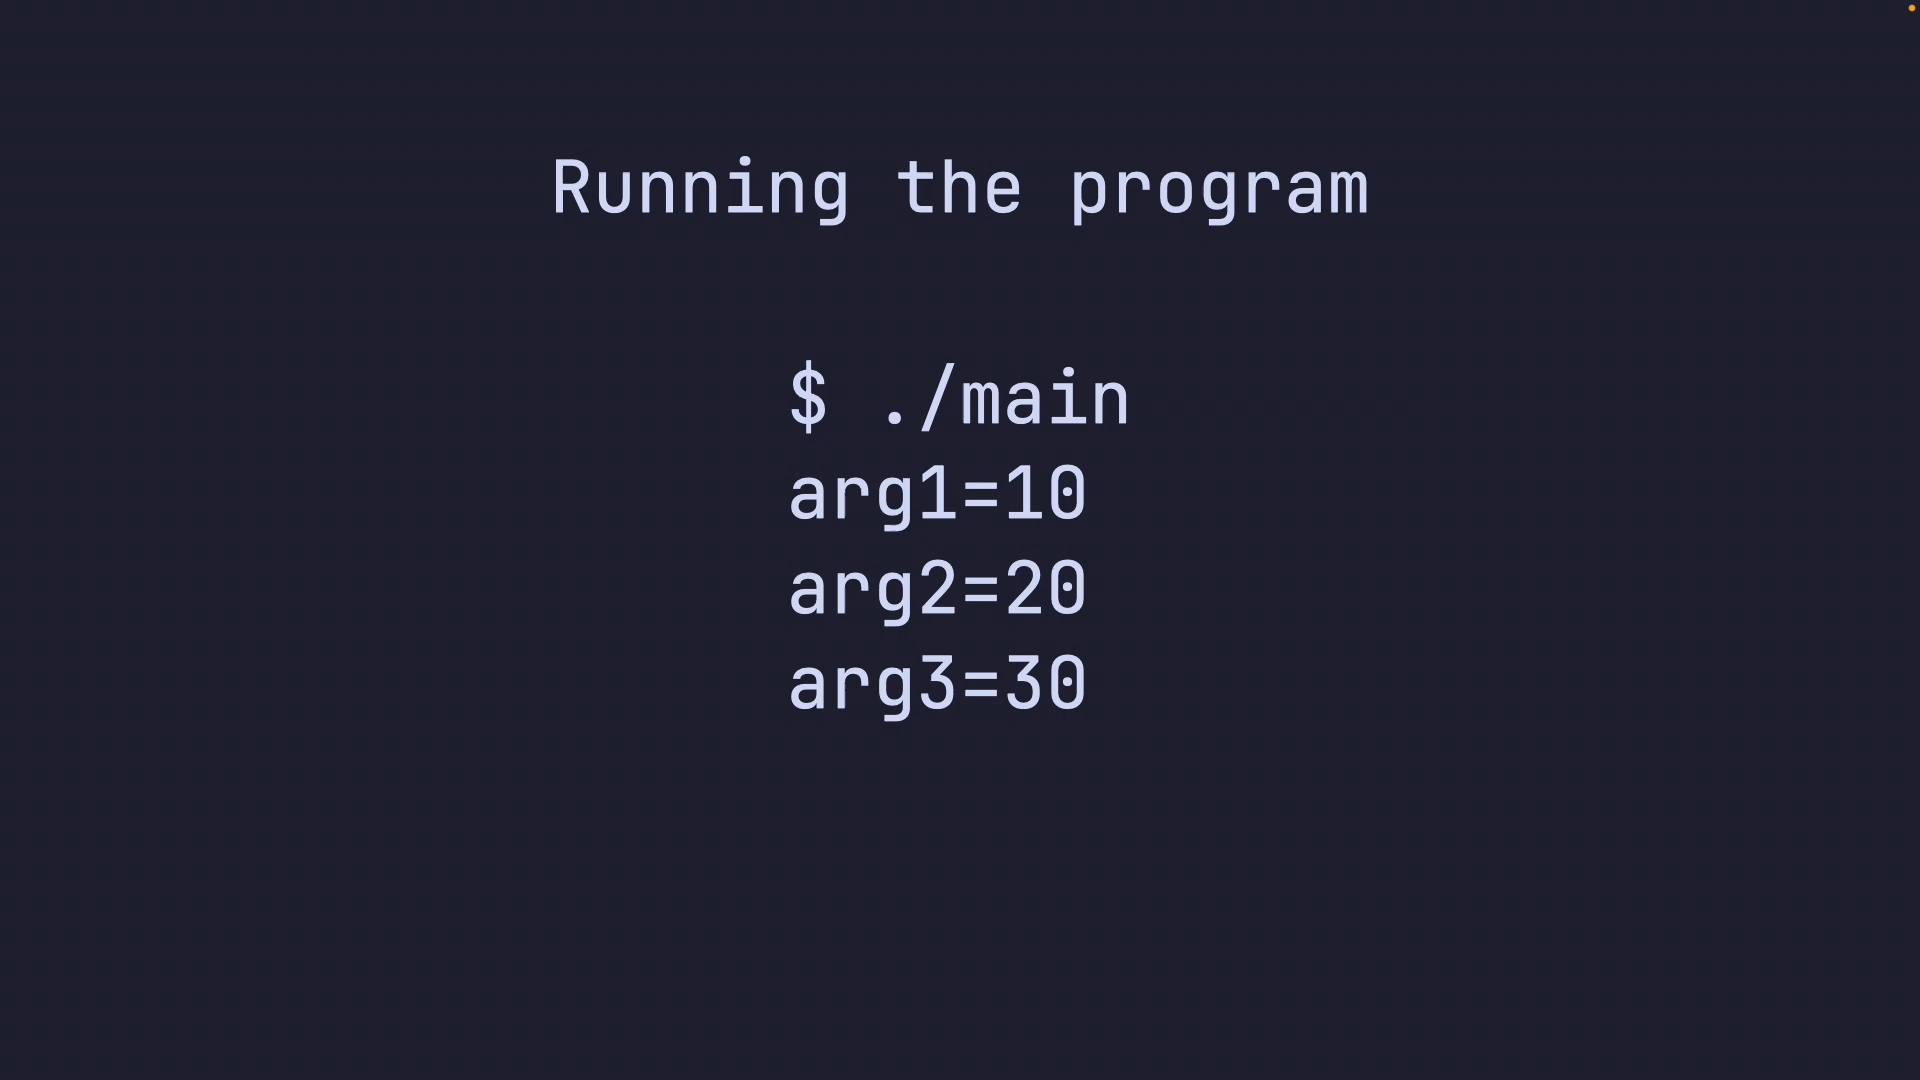 Running the program
$ ./main
arg1=10
arg2=20
arg3=30